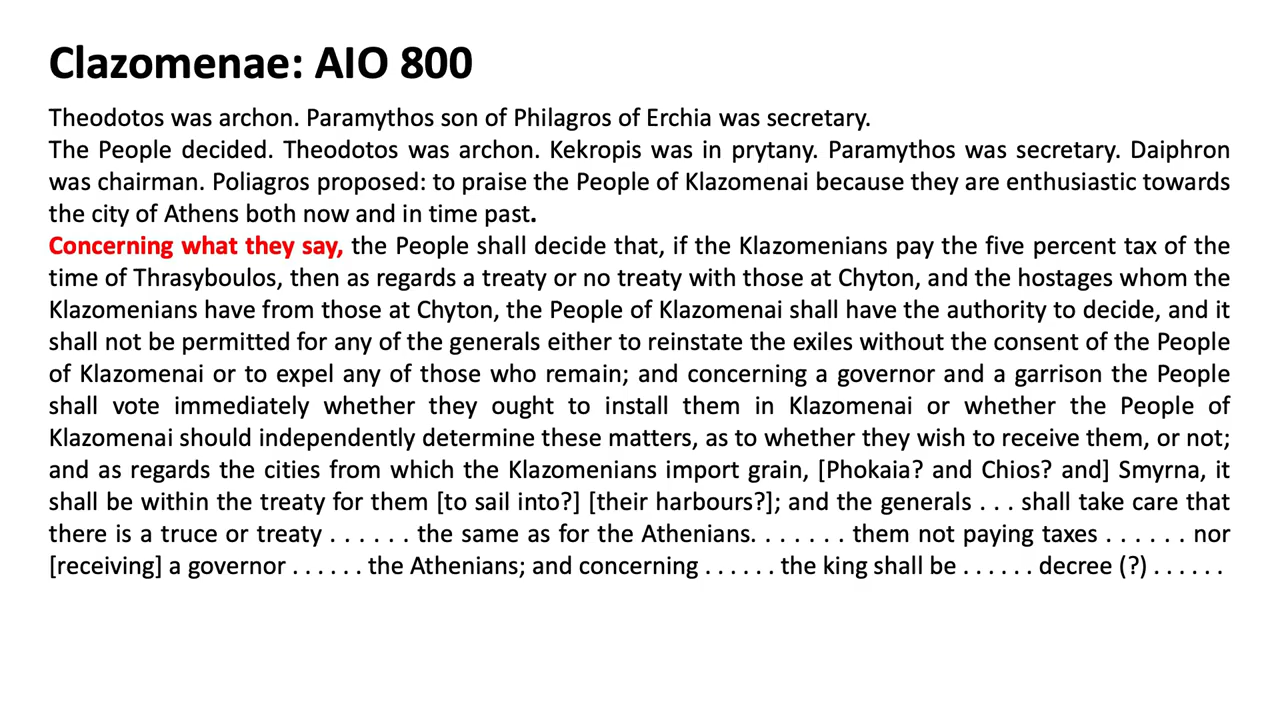 Clazomenae: AIO 800
Theodotos was archon. Paramythos son of Philagros of Erchia was secretary.
The People decided. Theodotos was archon. Kekropis was in prytany. Paramythos was secretary. Daiphron
was chairman. Poliagros proposed: to praise the People of Klazomenai because they are enthusiastic towards
the city of Athens both now and in time past.
Concerning what they say, the People shall decide that, if the Klazomenians pay the five percent tax of the
time of Thrasyboulos, then as regards a treaty or no treaty with those at Chyton, and the hostages whom the
Klazomenians have from those at Chyton, the People of Klazomenai shall have the authority to decide, and it
shall not be permitted for any of the generals either to reinstate the exiles without the consent of the People
of Klazomenai or to expel any of those who remain; and concerning a governor and a garrison the People
shall vote immediately whether they ought to install them in Klazomenai or whether the People of
Klazomenai should independently determine these matters, as to whether they wish to receive them, or not;
and as regards the cities from which the Klazomenians import grain, [Phokaia? and Chios? and] Smyrna, it
shall be within the treaty for them [to sail into?] [their harbours?]; and the generals . . . shall take care that
there is a truce or treaty . . . . . . the same as for the Athenians. . . . . . . them not paying taxes . . . . . . nor
[receiving] a governor . . . . . . the Athenians; and concerning . . . . . . the king shall be . . . . . . decree (?) . . . . . .